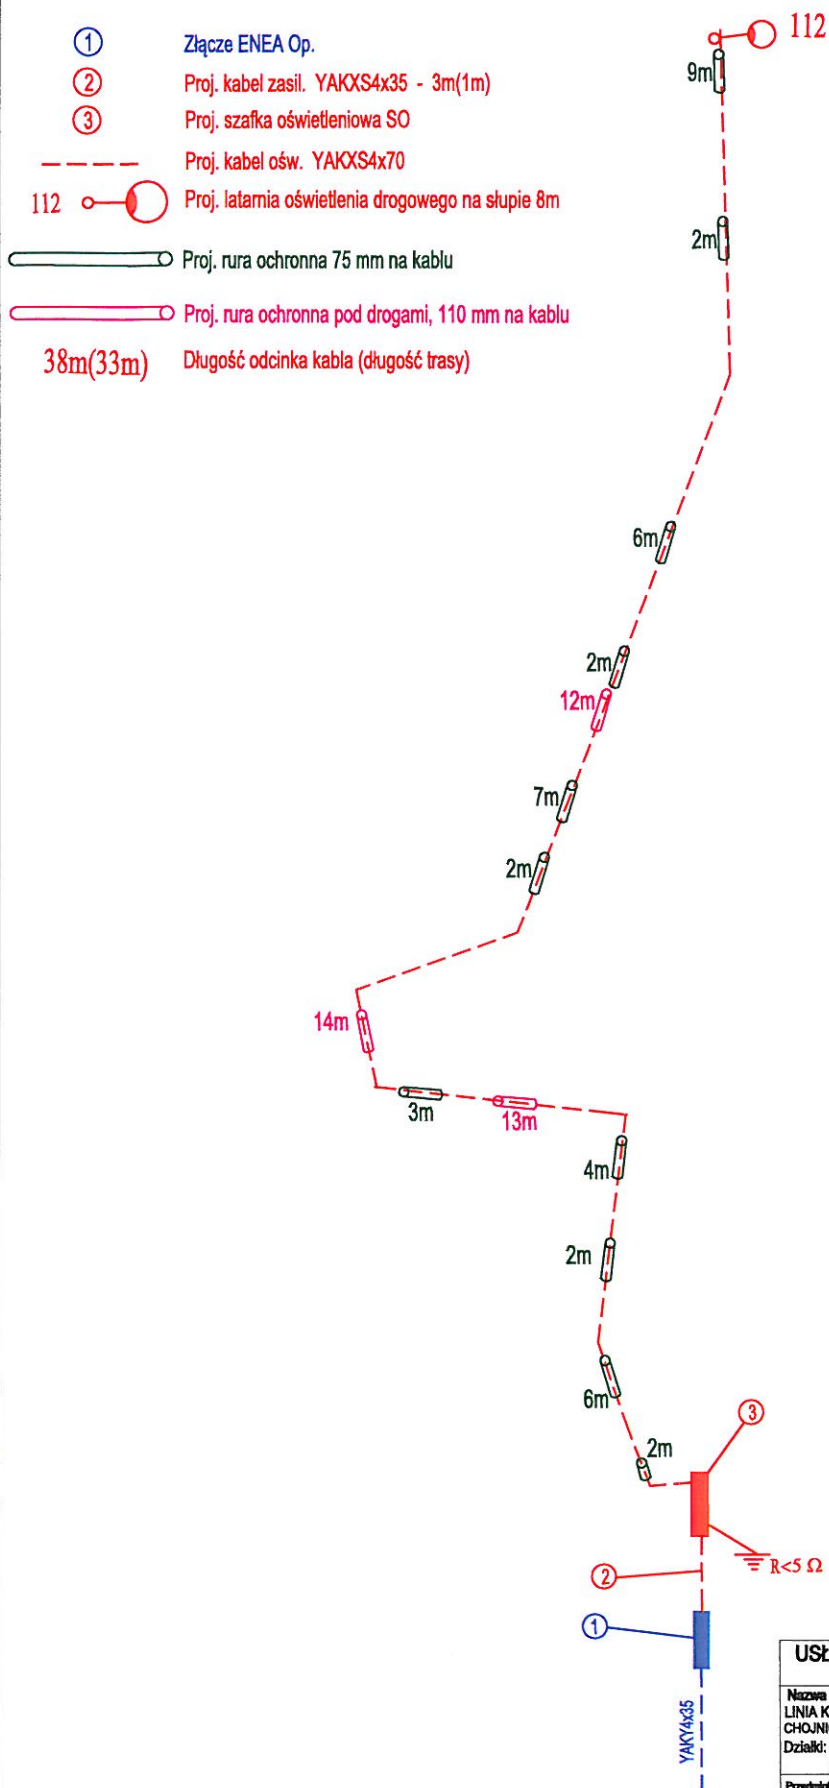 1 Złącze ENEA Op.
2 Proj. kabel zasil. YAKXS4x35 - 3m(1m)
3 Proj. szafka oświetleniowa SO
Proj. kabel ośw. YAKXS4x70
112 Proj. latarnia oświetlenia drogowego na słupie 8m
Proj. rura ochronna 75 mm na kablu
Proj. rura ochronna pod drogami, 110 mm na kablu
38m(33m) Długość odcinka kabla (długość trasy)
112
9m
2m
6m
2m
12m
7m
2m
14m
3m
13m
4m
2m
6m
2m
3
R<5 Ω
2
1
YAKY4x35
Nazwa
LINIA K
Działki: